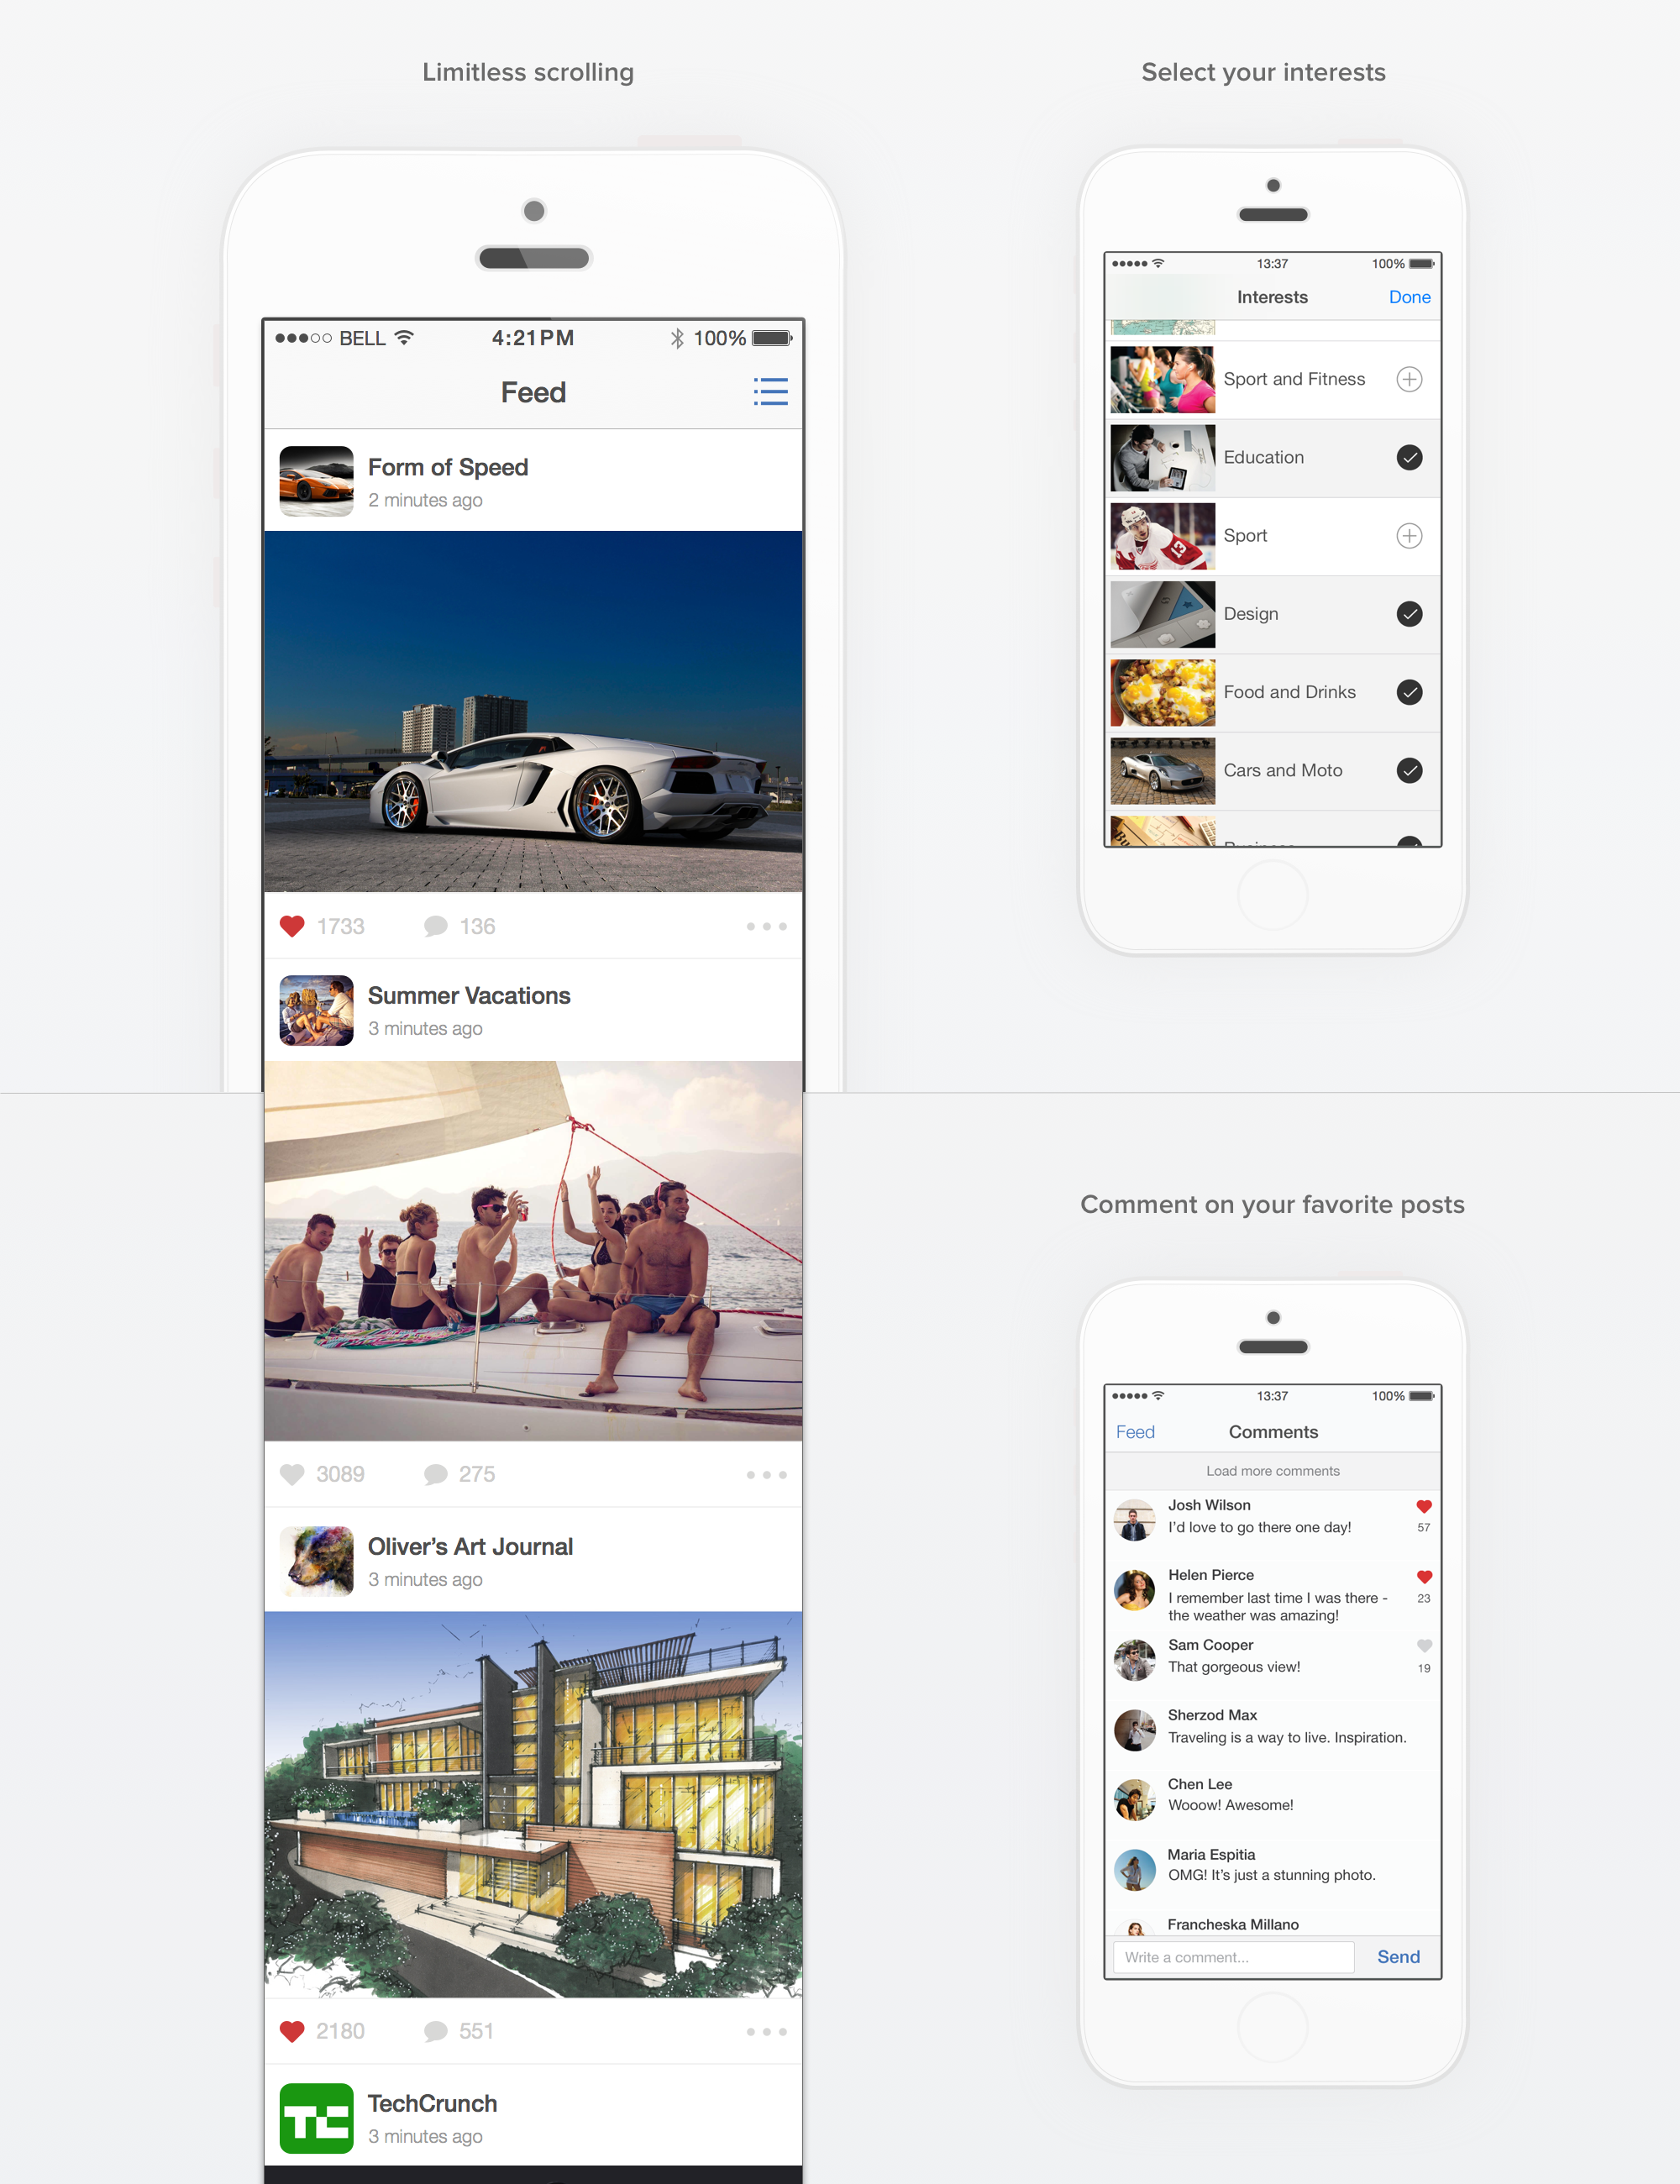 Limitless scrolling
BELL 4:21PM 100%
Feed
Form of Speed
2 minutes ago
1733 136
Summer Vacations
3 minutes ago
3089 275
Oliver's Art Journal
3 minutes ago
2180 551
TC
TechCrunch
3 minutes ago
Select your interests
13:37 100%
Interests Done
Sport and Fitness
Education
13
Sport
Design
Food and Drinks
Cars and Moto
Business
Comment on your favorite posts
13:37 100%
Feed Comments
Load more comments
Josh Wilson
I'd love to go there one day!
57
Helen Pierce
I remember last time I was there -
23
the weather was amazing!
Sam Cooper
That gorgeous view!
19
Sherzod Max
Traveling is a way to live. Inspiration.
Chen Lee
Wooow! Awesome!
Maria Espitia
OMG! It's just a stunning photo.
Francheska Millano
Write a comment... Send